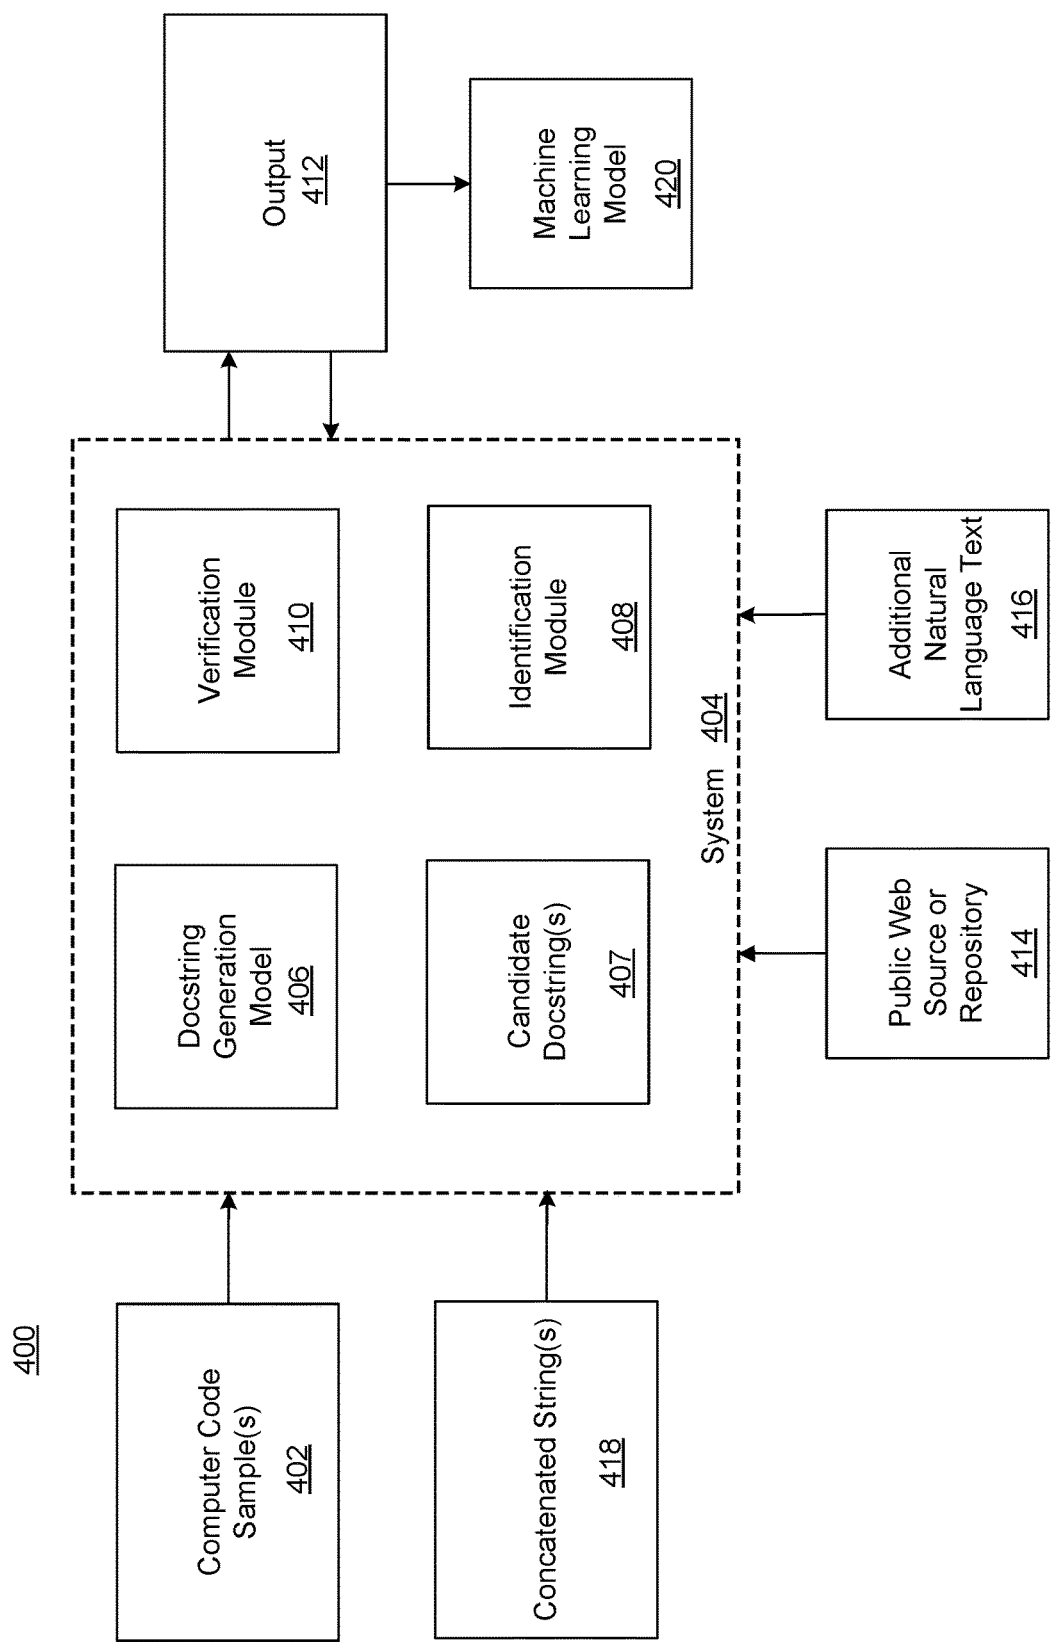 400
Computer Code
Sample(s)
402
Concatenated String(s)
418
Docstring
Generation
Model
406
Candidate
Docstring(s)
407
Verification
Module
410
Identification
Module
408
System 404
Output
412
Machine
Learning
Model
420
Public Web
Source or
Repository
414
Additional
Natural
Language Text
416